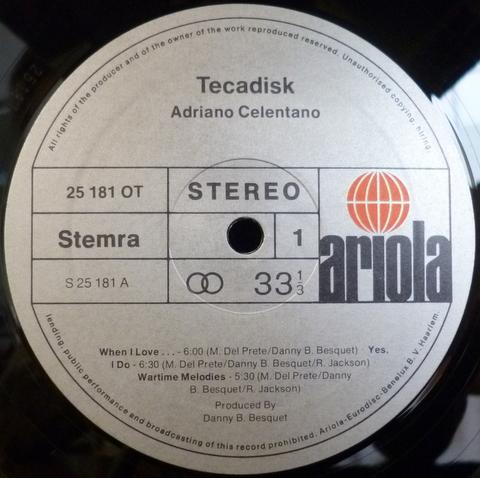 All rights of the producer and of the owner of the work reproduced reserved. Unauthorised copying, hiring,
Tecadisk
Adriano Celentano
25 181 OT
STEREO
Stemra
1
ariola
S 25 181 A
33 1/3
When I Love . . . - 6:00 (M. Del Prete/Danny B. Besquet) Yes.
I Do - 6:30 (M. Del Prete/Danny B. Besquet/R. Jackson)
Wartime Melodies - 5:30 (M. Del Prete/Danny
B. Besquet/R. Jackson)
Produced By
Danny B. Besquet
lending, public performance and broadcasting of this record prohibited. Ariola-Eurodisc-Benelux B.V. Haarlem.